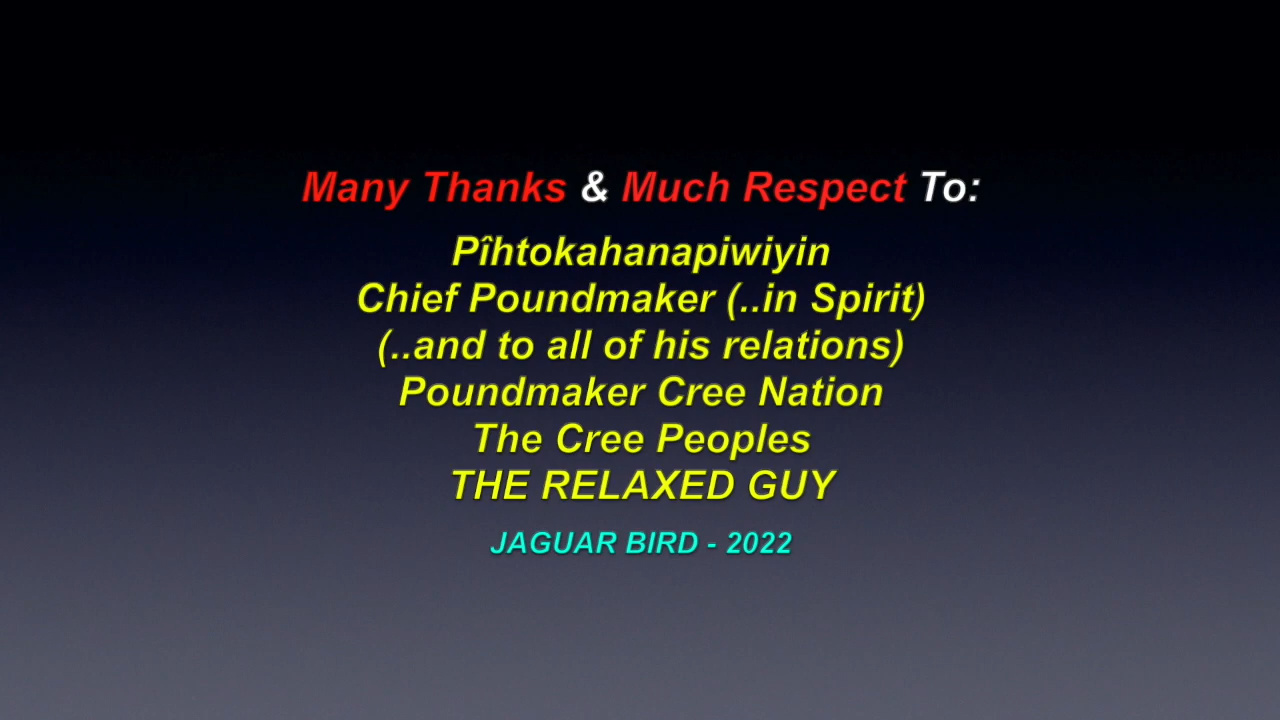 Many Thanks & Much Respect To:
Pîhtokahanapiwiyin
Chief Poundmaker (..in Spirit)
(..and to all of his relations)
Poundmaker Cree Nation
The Cree Peoples
THE RELAXED GUY
JAGUAR BIRD - 2022